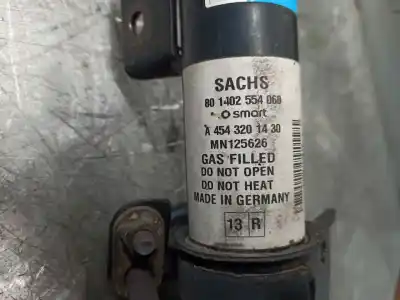 SACHS
80 1402 554 060
smart
A 454 320 14 30
MN125626
GAS FILLED
DO NOT OPEN
DO NOT HEAT
MADE IN GERMANY
13 R